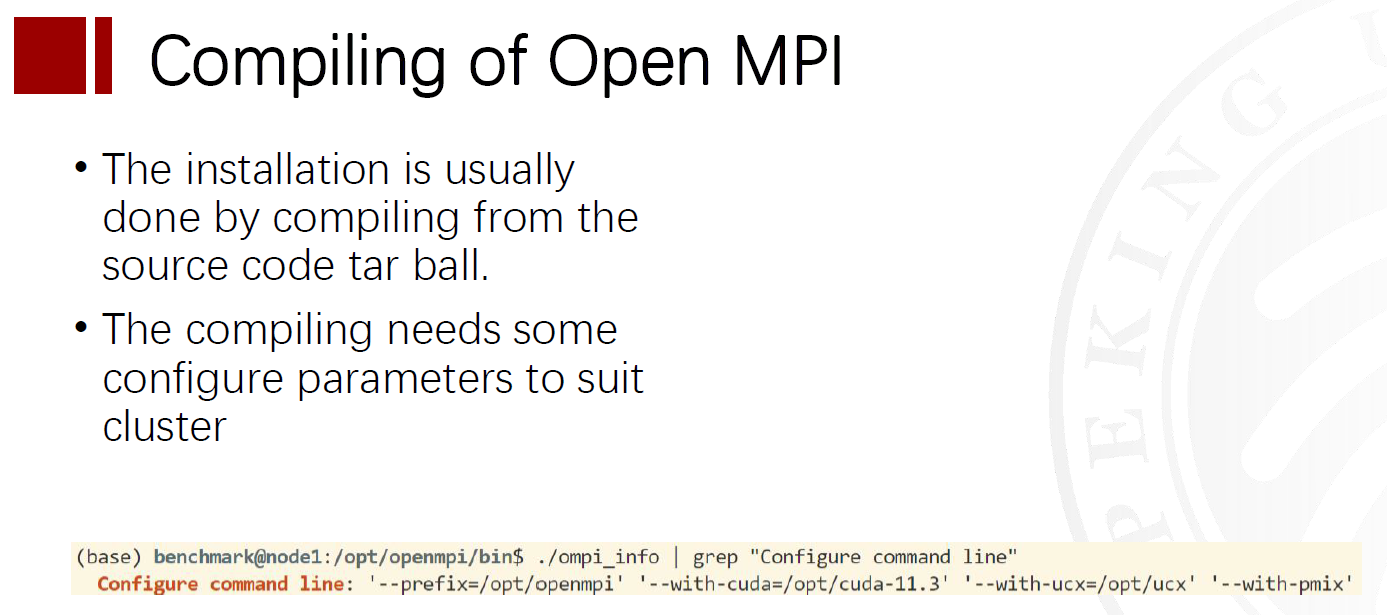 Compiling of Open MPI
• The installation is usually
done by compiling from the
source code tar ball.
• The compiling needs some
configure parameters to suit
cluster
PEKING U
(base) benchmark@node1:/opt/openmpi/bin$ ./ompi_info | grep "Configure command line"
Configure command line: '--prefix=/opt/openmpi' '--with-cuda=/opt/cuda-11.3' '--with-ucx=/opt/ucx' '--with-pmix'